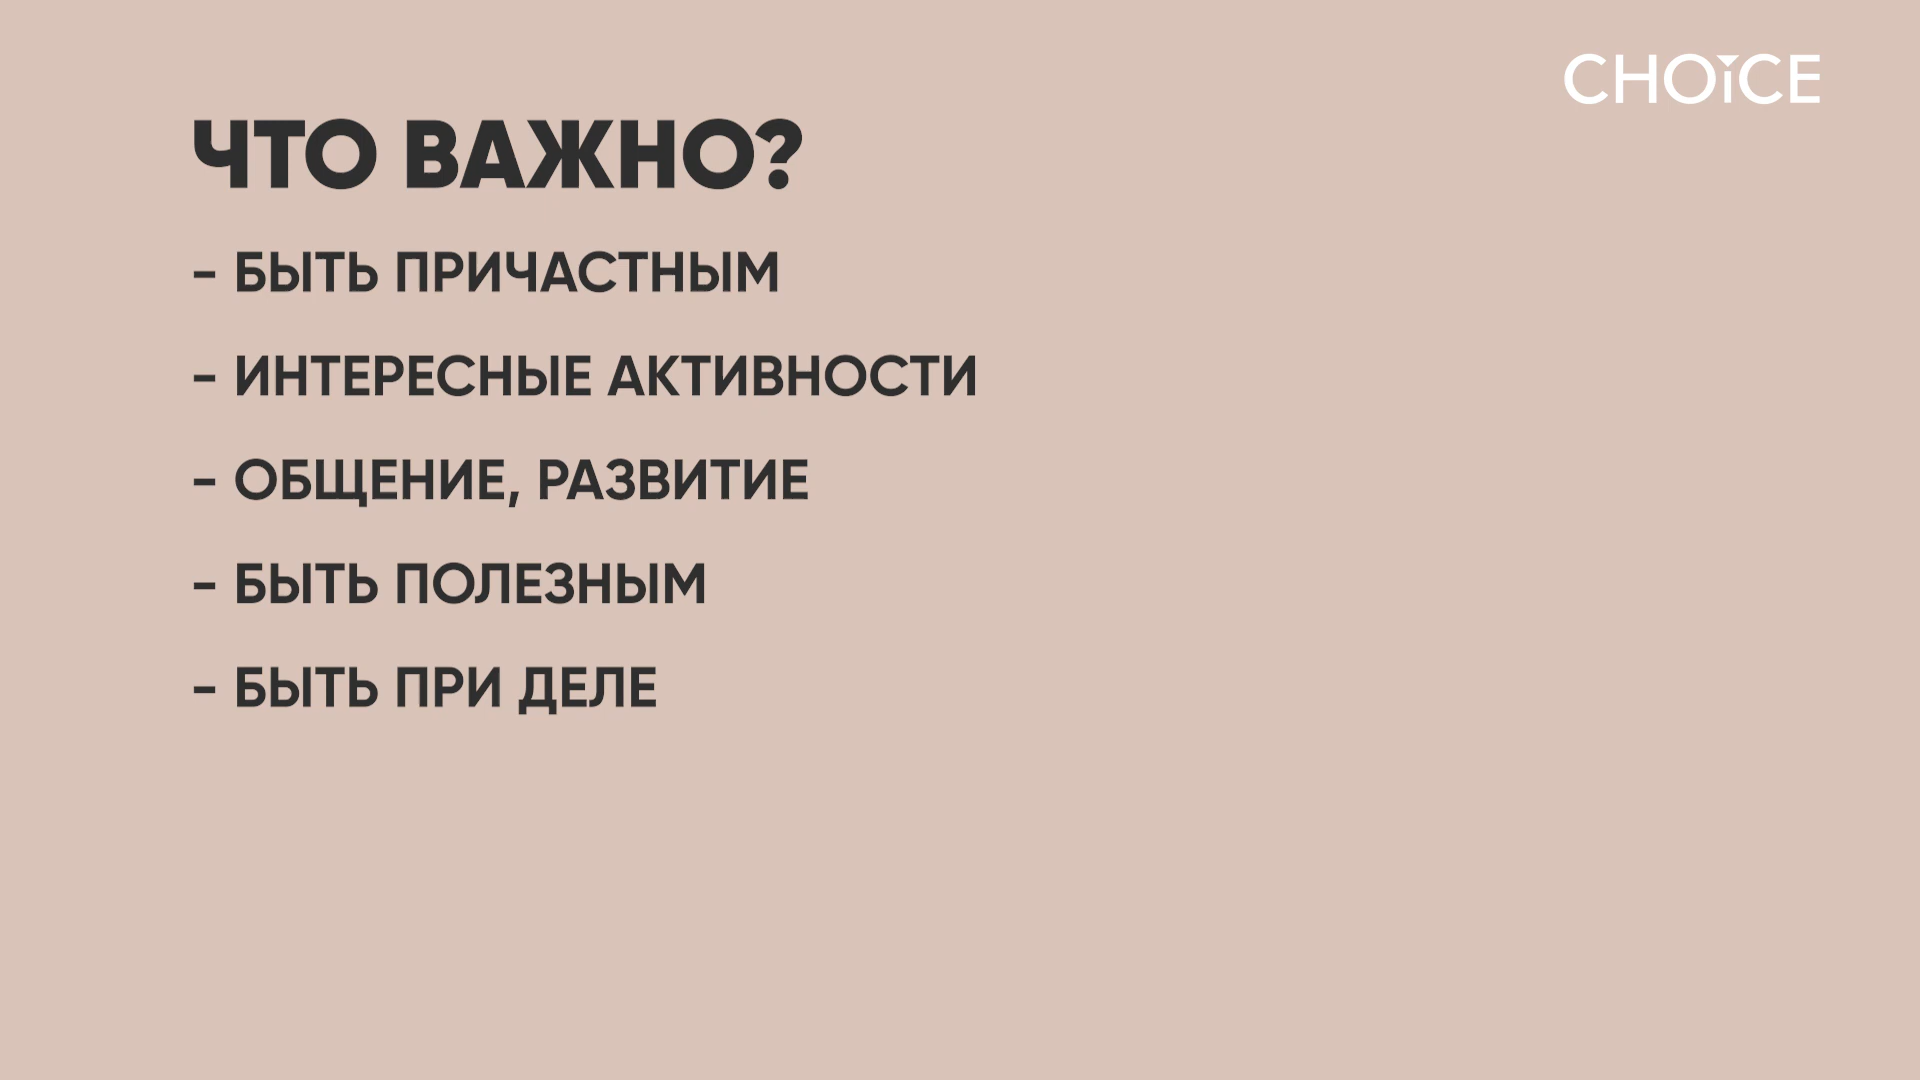 CHOICE
ЧТО ВАЖНО?
- БЫТЬ ПРИЧАСТНЫМ
- ИНТЕРЕСНЫЕ АКТИВНОСТИ
- ОБЩЕНИЕ, РАЗВИТИЕ
- БЫТЬ ПОЛЕЗНЫМ
- БЫТЬ ПРИ ДЕЛЕ